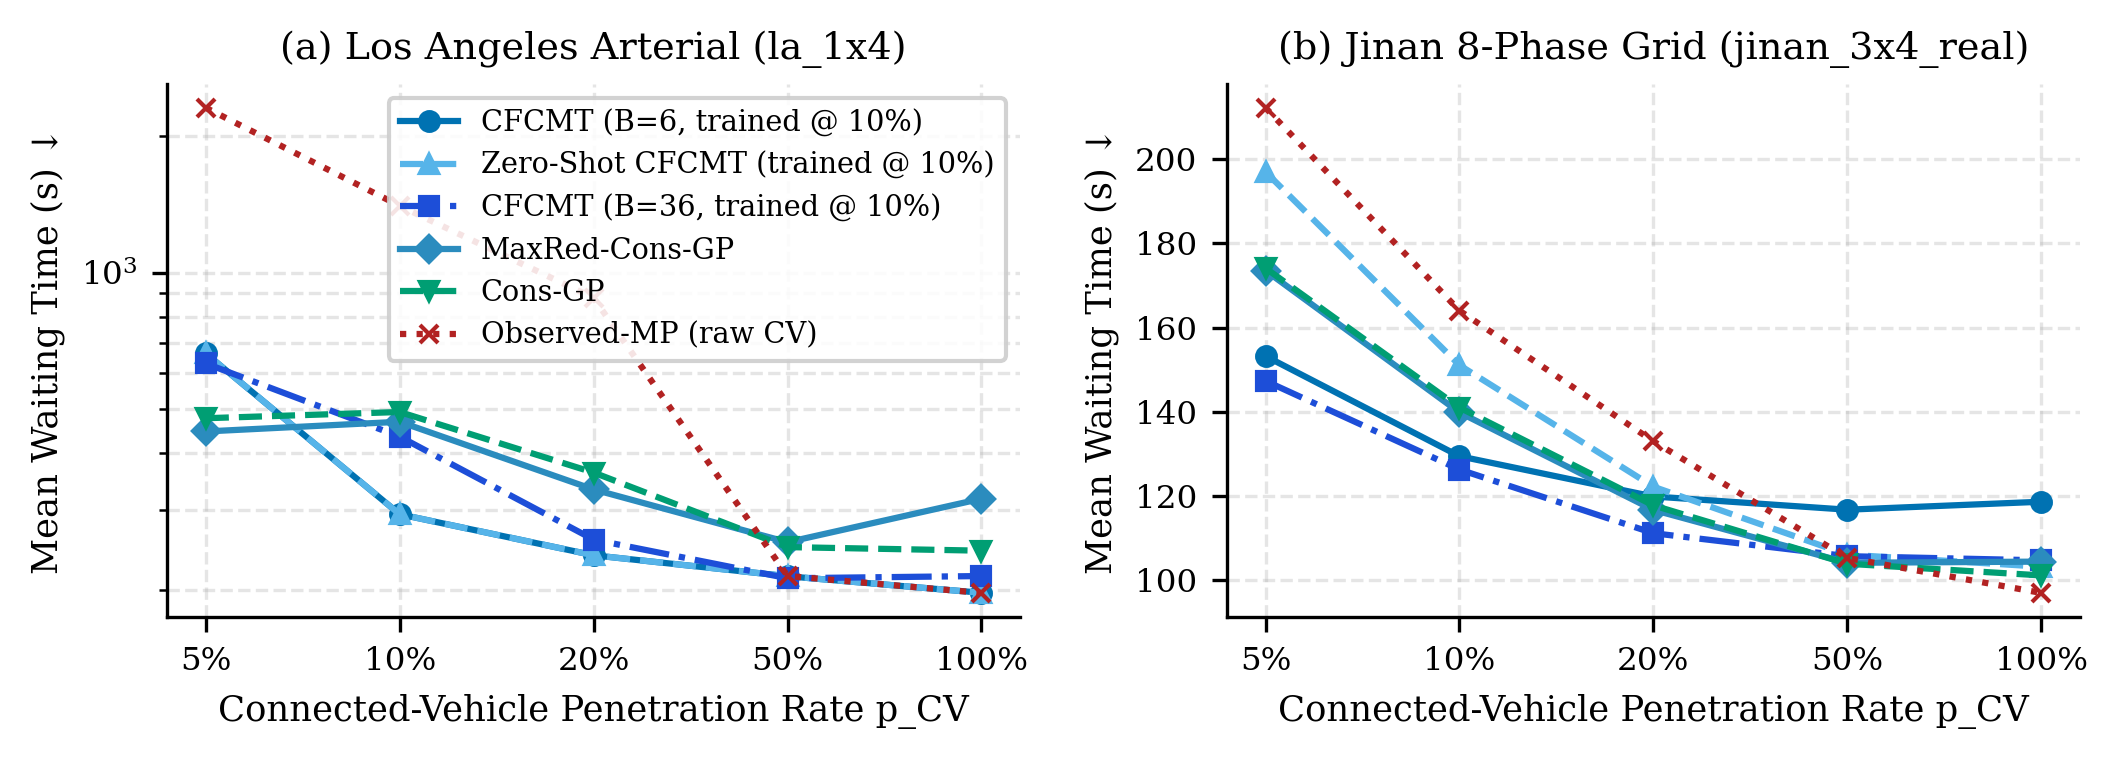 (a) Los Angeles Arterial (la_1x4)
Mean Waiting Time (s) ↓
10³
CFCMT (B=6, trained @ 10%)
Zero-Shot CFCMT (trained @ 10%)
CFCMT (B=36, trained @ 10%)
MaxRed-Cons-GP
Cons-GP
Observed-MP (raw CV)
5% 10% 20% 50% 100%
Connected-Vehicle Penetration Rate p_CV
(b) Jinan 8-Phase Grid (jinan_3x4_real)
Mean Waiting Time (s) ↓
200
180
160
140
120
100
5% 10% 20% 50% 100%
Connected-Vehicle Penetration Rate p_CV